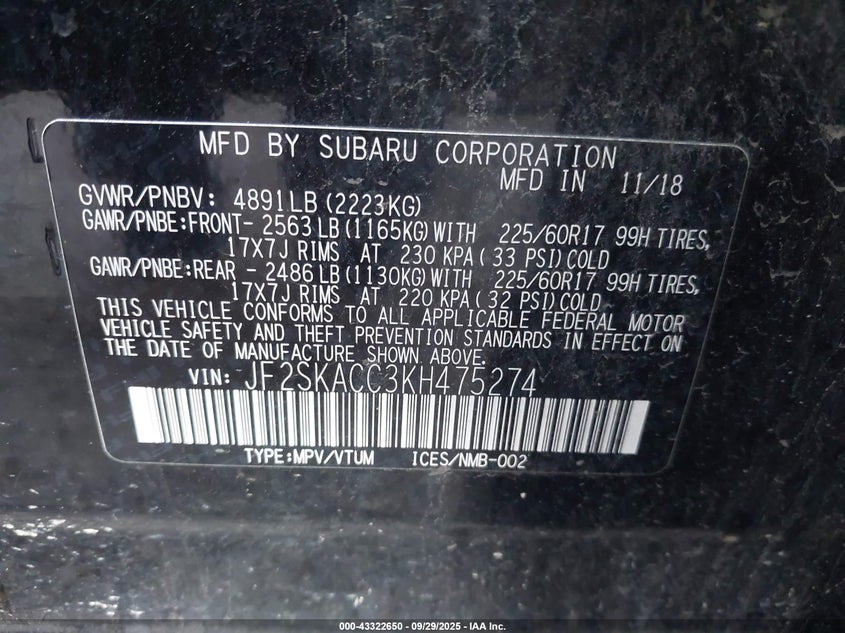 MFD BY SUBARU CORPORATION
MFD IN 11/18
GVWR/PNBV: 4891LB (2223KG)
GAWR/PNBE:FRONT- 2563 LB (1165KG) WITH 225/60R17 99H TIRES,
17X7J RIMS AT 230 KPA ( 33 PSI) COLD
GAWR/PNBE:REAR - 2486 LB (1130KG) WITH 225/60R17 99H TIRES,
17X7J RIMS AT 220 KPA ( 32 PSI) COLD
THIS VEHICLE CONFORMS TO ALL APPLICABLE FEDERAL MOTOR
VEHICLE SAFETY AND THEFT PREVENTION STANDARDS IN EFFECT ON
THE DATE OF MANUFACTURE SHOWN ABOVE.
VIN: JF2SKACC3KH475274
TYPE:MPV/VTUM ICES/NMB-002
000-43322650 - 09/29/2025 - IAA Inc.